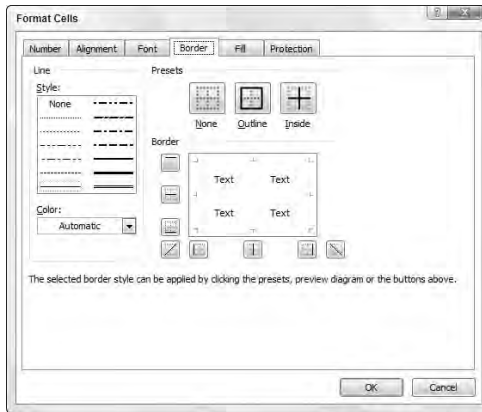 Format Cells
Number Alignment Font Border Fill Protection
Line
Style:
None
Color:
Automatic
Presets
None Outline Inside
Border
Text Text
Text Text
The selected border style can be applied by clicking the presets, preview diagram or the buttons above.
OK Cancel